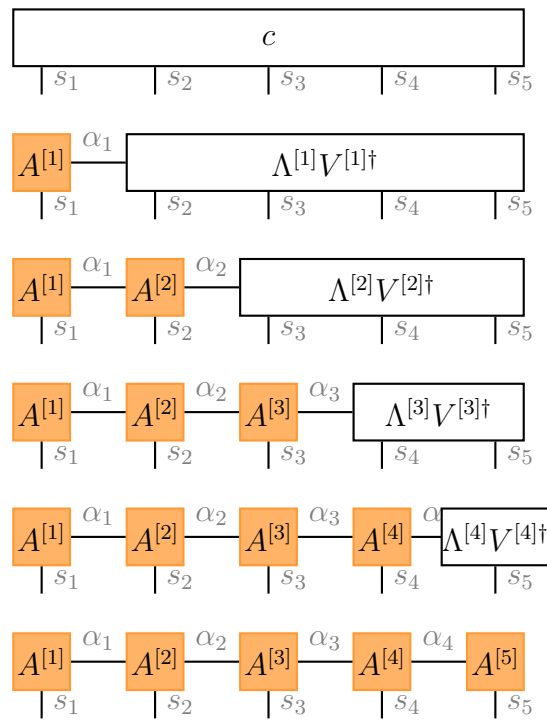 c
s₁ s₂ s₃ s₄ s₅
α₁
A^[1] Λ^[1]V^[1]†
s₁ s₂ s₃ s₄ s₅
α₁ α₂
A^[1] A^[2] Λ^[2]V^[2]†
s₁ s₂ s₃ s₄ s₅
α₁ α₂ α₃
A^[1] A^[2] A^[3] Λ^[3]V^[3]†
s₁ s₂ s₃ s₄ s₅
α₁ α₂ α₃ α
A^[1] A^[2] A^[3] A^[4] Λ^[4]V^[4]†
s₁ s₂ s₃ s₄ s₅
α₁ α₂ α₃ α₄
A^[1] A^[2] A^[3] A^[4] A^[5]
s₁ s₂ s₃ s₄ s₅